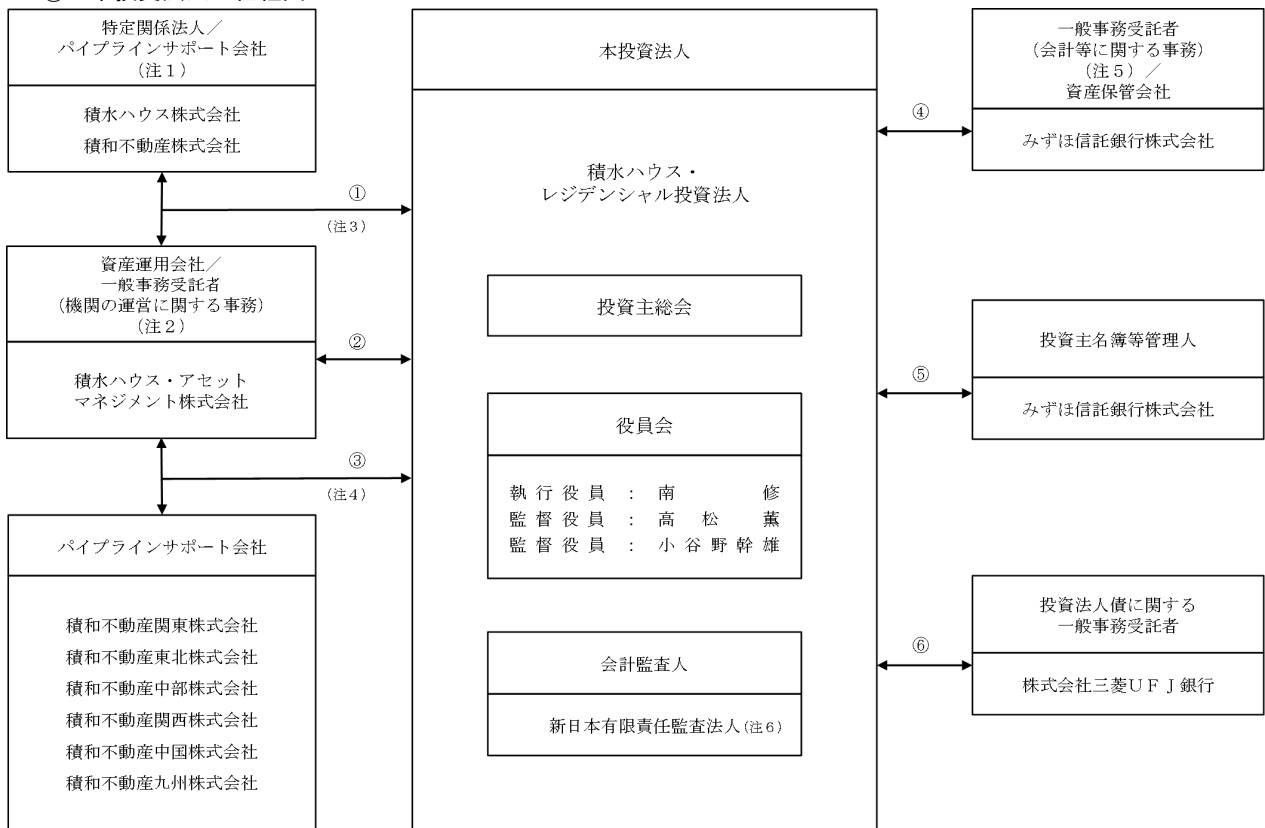 特定関係法人／
パイプラインサポート会社
（注１）
積水ハウス株式会社
積和不動産株式会社
①
（注３）
資産運用会社／
一般事務受託者
（機関の運営に関する事務）
（注２）
積水ハウス・アセット
マネジメント株式会社
②
③
（注４）
パイプラインサポート会社
積和不動産関東株式会社
積和不動産東北株式会社
積和不動産中部株式会社
積和不動産関西株式会社
積和不動産中国株式会社
積和不動産九州株式会社
本投資法人
積水ハウス・
レジデンシャル投資法人
投資主総会
役員会
執行役員 ： 南 修
監督役員 ： 高松 薫
監督役員 ： 小谷野幹雄
会計監査人
新日本有限責任監査法人(注６)
④
一般事務受託者
（会計等に関する事務）
（注５）／
資産保管会社
みずほ信託銀行株式会社
⑤
投資主名簿等管理人
みずほ信託銀行株式会社
⑥
投資法人債に関する
一般事務受託者
株式会社三菱ＵＦＪ銀行